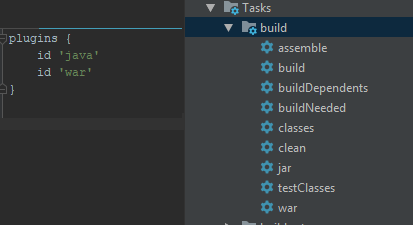 plugins {
    id 'java'
    id 'war'
}
Tasks
build
assemble
build
buildDependents
buildNeeded
classes
clean
jar
testClasses
war